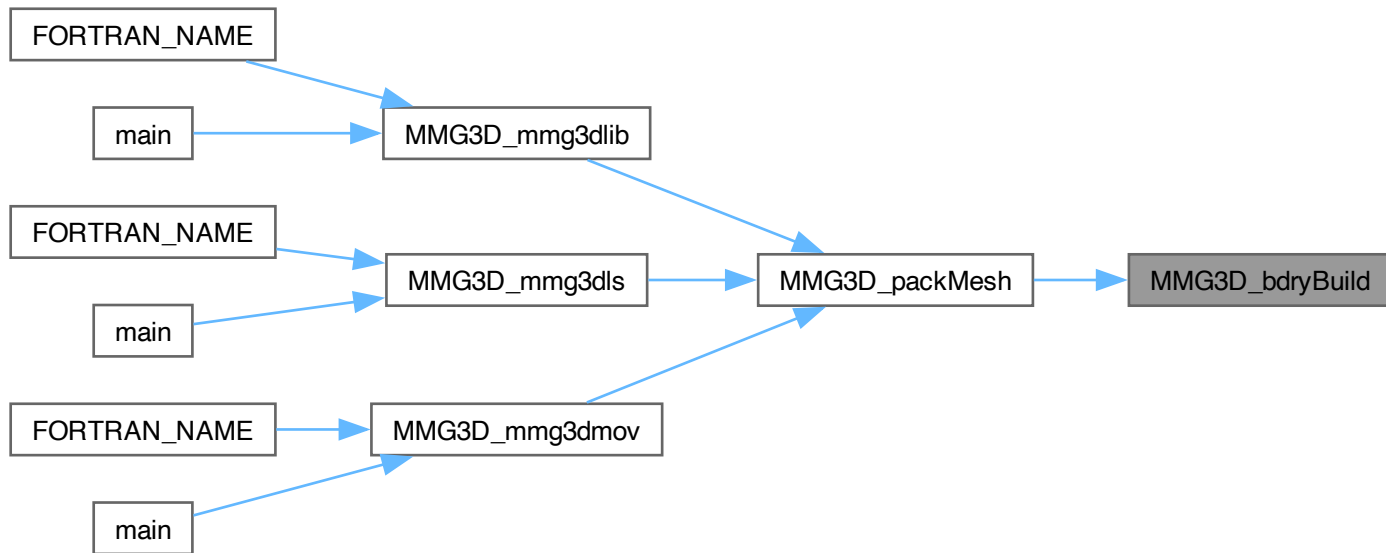 FORTRAN_NAME
main
MMG3D_mmg3dlib
FORTRAN_NAME
main
MMG3D_mmg3dls
MMG3D_packMesh
MMG3D_bdryBuild
FORTRAN_NAME
main
MMG3D_mmg3dmov